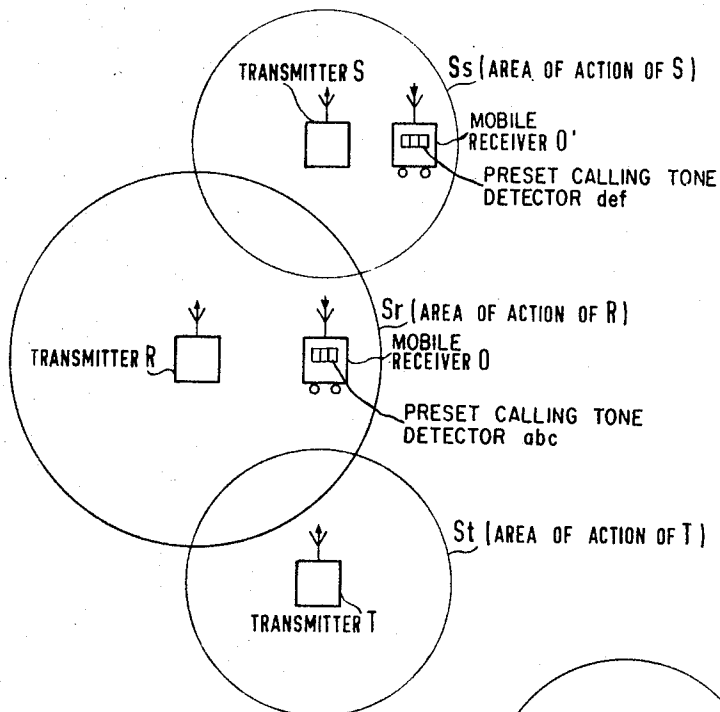 TRANSMITTER S
Ss (AREA OF ACTION OF S)
MOBILE
RECEIVER O'
PRESET CALLING TONE
DETECTOR def
Sr (AREA OF ACTION OF R)
TRANSMITTER R
MOBILE
RECEIVER O
PRESET CALLING TONE
DETECTOR abc
St (AREA OF ACTION OF T)
TRANSMITTER T